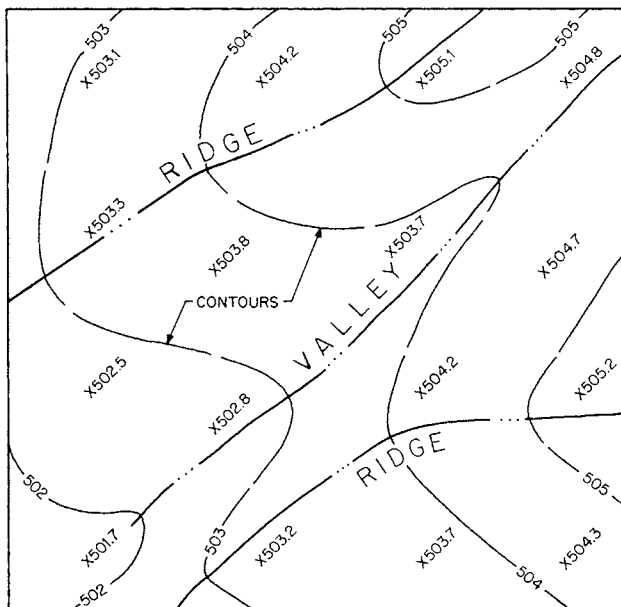 503
504
505
505
X503.1
X504.2
X505.1
X504.8
RIDGE
X503.3
X503.8
X503.7
X504.7
CONTOURS
VALLEY
X502.5
X502.8
X504.2
X505.2
RIDGE
502
505
X501.7
503
X503.2
X503.7
X504.3
502
504